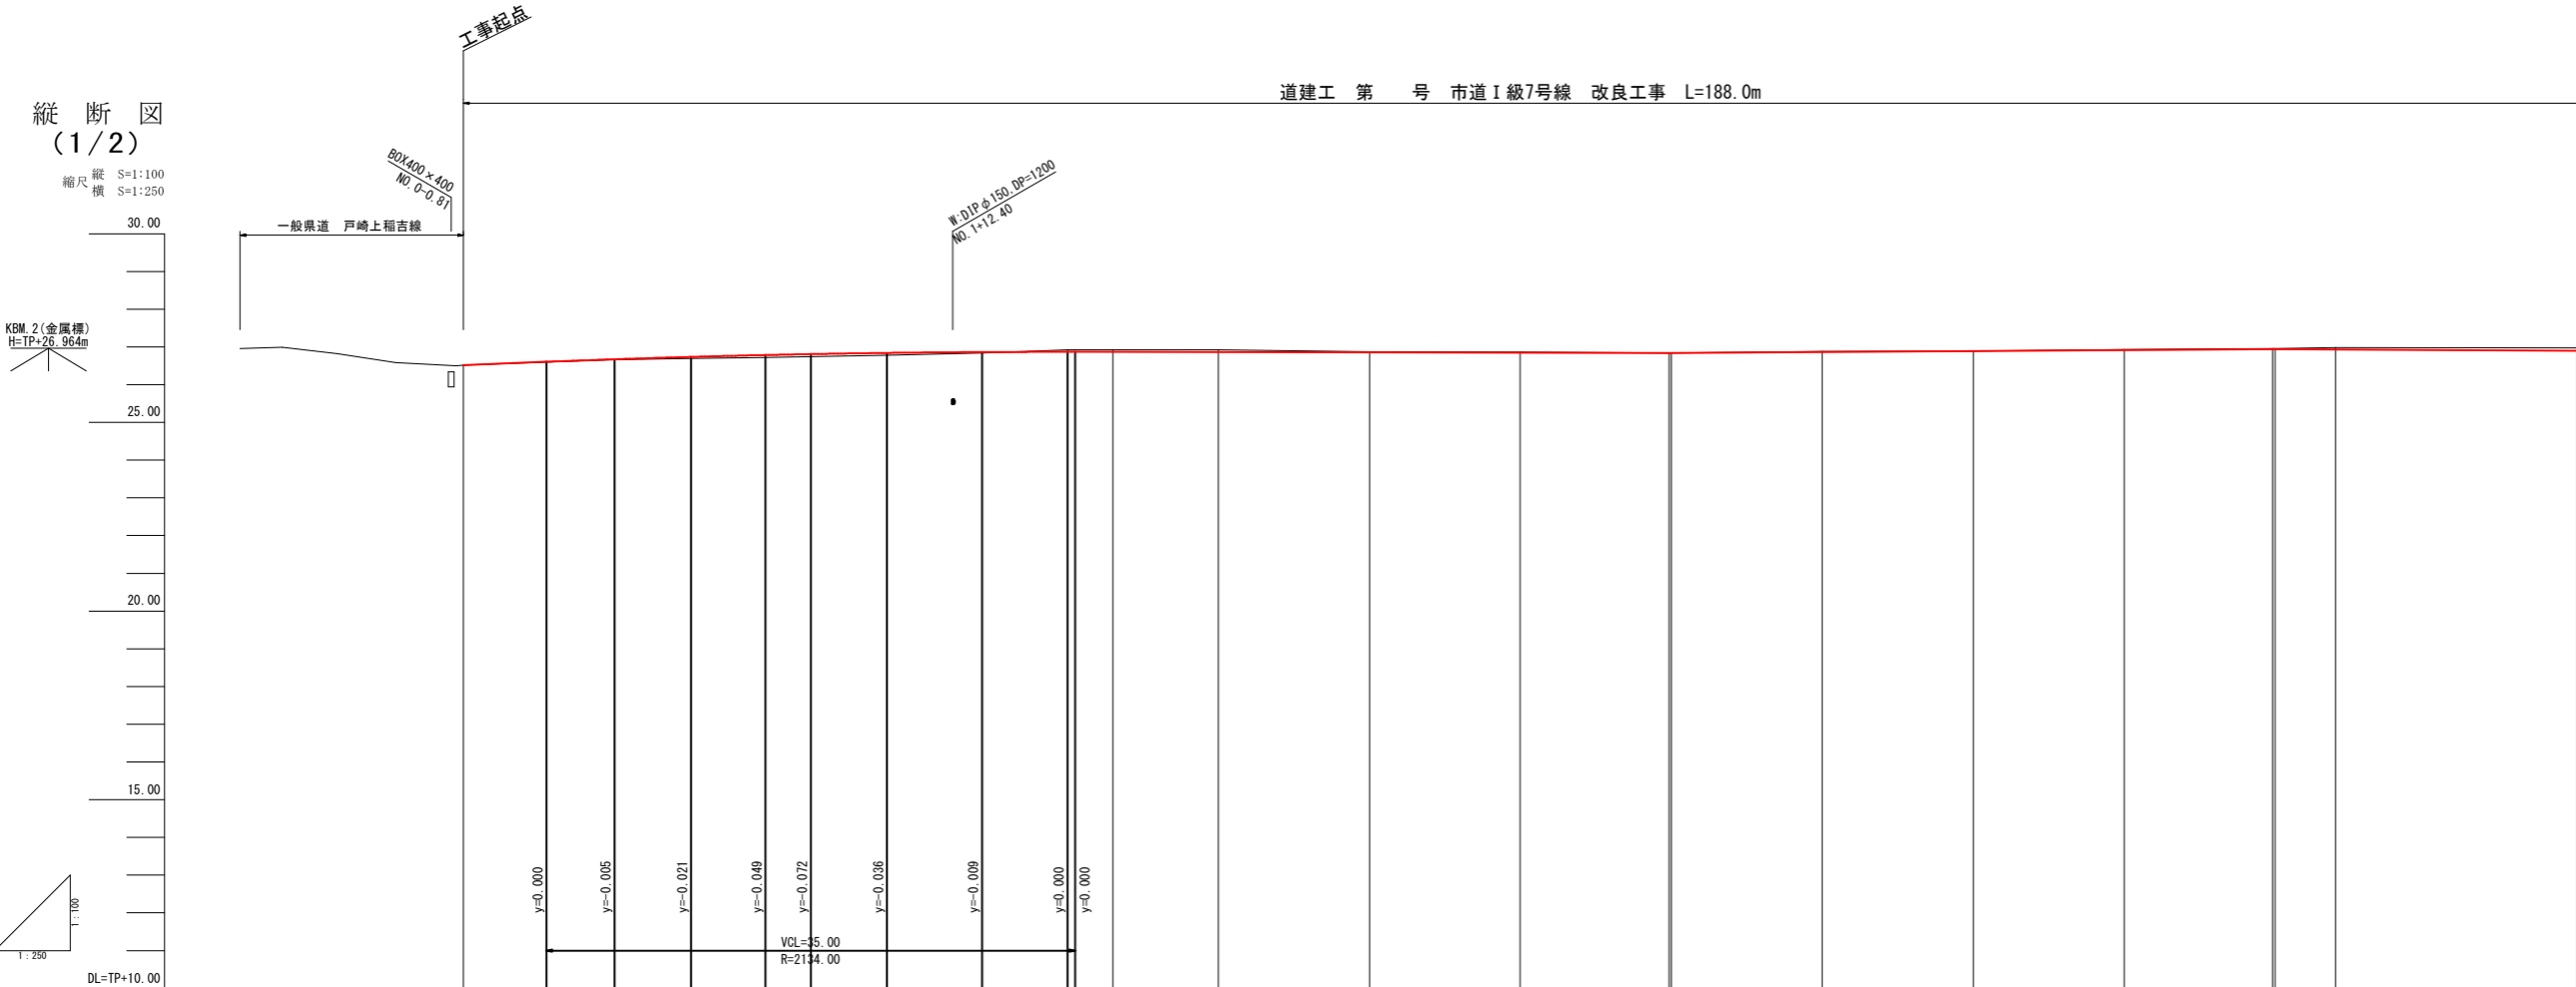 工事起点
道建工　第　　号　市道Ⅰ級7号線　改良工事　L=188.0m
縦　断　図
(1/2)
縮尺 縦　S=1:100
横　S=1:250
BOX400×400
NO.0-0.81
W:DIPφ150.DP=1200
NO.1+12.40
一般県道　戸崎上稲吉線
30.00
KBM.2(金属標)
H=TP+26.964m
25.00
20.00
15.00
y=0.000
y=-0.005
y=-0.021
y=-0.049
y=-0.072
y=-0.036
y=-0.009
y=0.000
y=0.000
VCL=35.00
R=2134.00
1:100
1:250
DL=TP+10.00